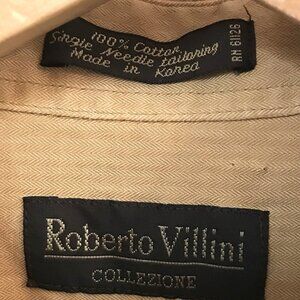 100% Cotton
Single Needle tailoring
Made in Korea
RN 61126
Roberto Villini
COLLEZIONE